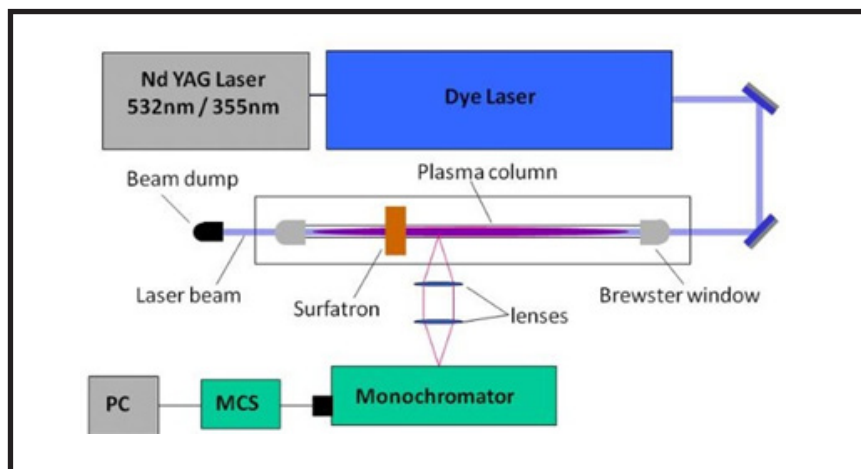 Nd YAG Laser
532nm / 355nm
Dye Laser
Beam dump
Plasma column
Laser beam
Surfatron
Brewster window
lenses
PC
MCS
Monochromator